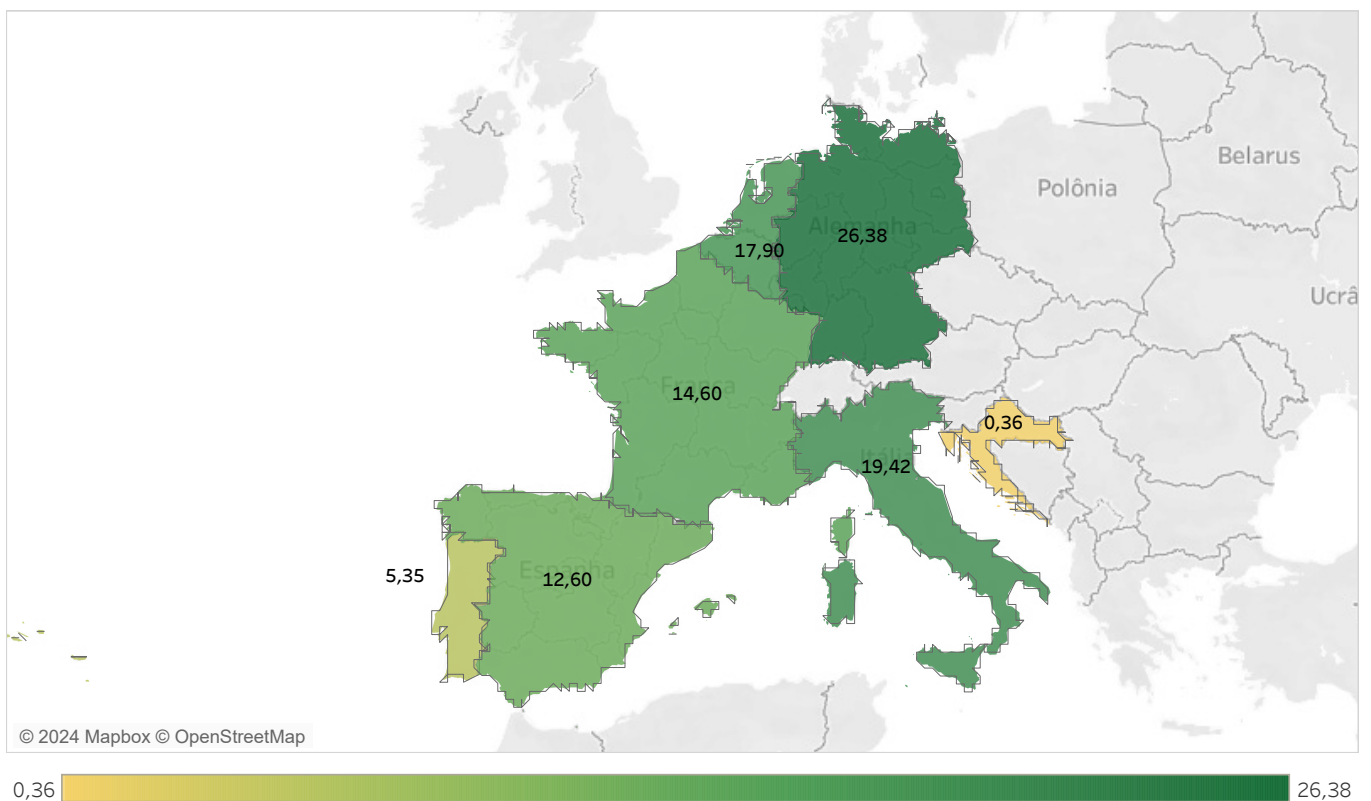 Belarus
Polônia
Alemanha
26,38
17,90
Ucrâ
França
14,60
0,36
Itália
19,42
Espanha
12,60
5,35
© 2024 Mapbox © OpenStreetMap
0,36
26,38